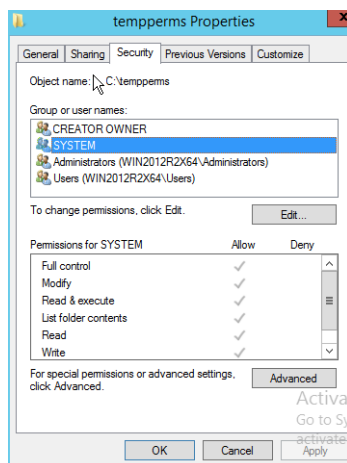 tempperms Properties
General Sharing Security Previous Versions Customize
Object name: C:\tempperms
Group or user names:
CREATOR OWNER
SYSTEM
Administrators (WIN2012R2X64\Administrators)
Users (WIN2012R2X64\Users)
To change permissions, click Edit.
Edit...
Permissions for SYSTEM Allow Deny
Full control
Modify
Read & execute
List folder contents
Read
Write
For special permissions or advanced settings,
click Advanced.
Advanced
Activa
Go to Sy
activate
OK Cancel Apply